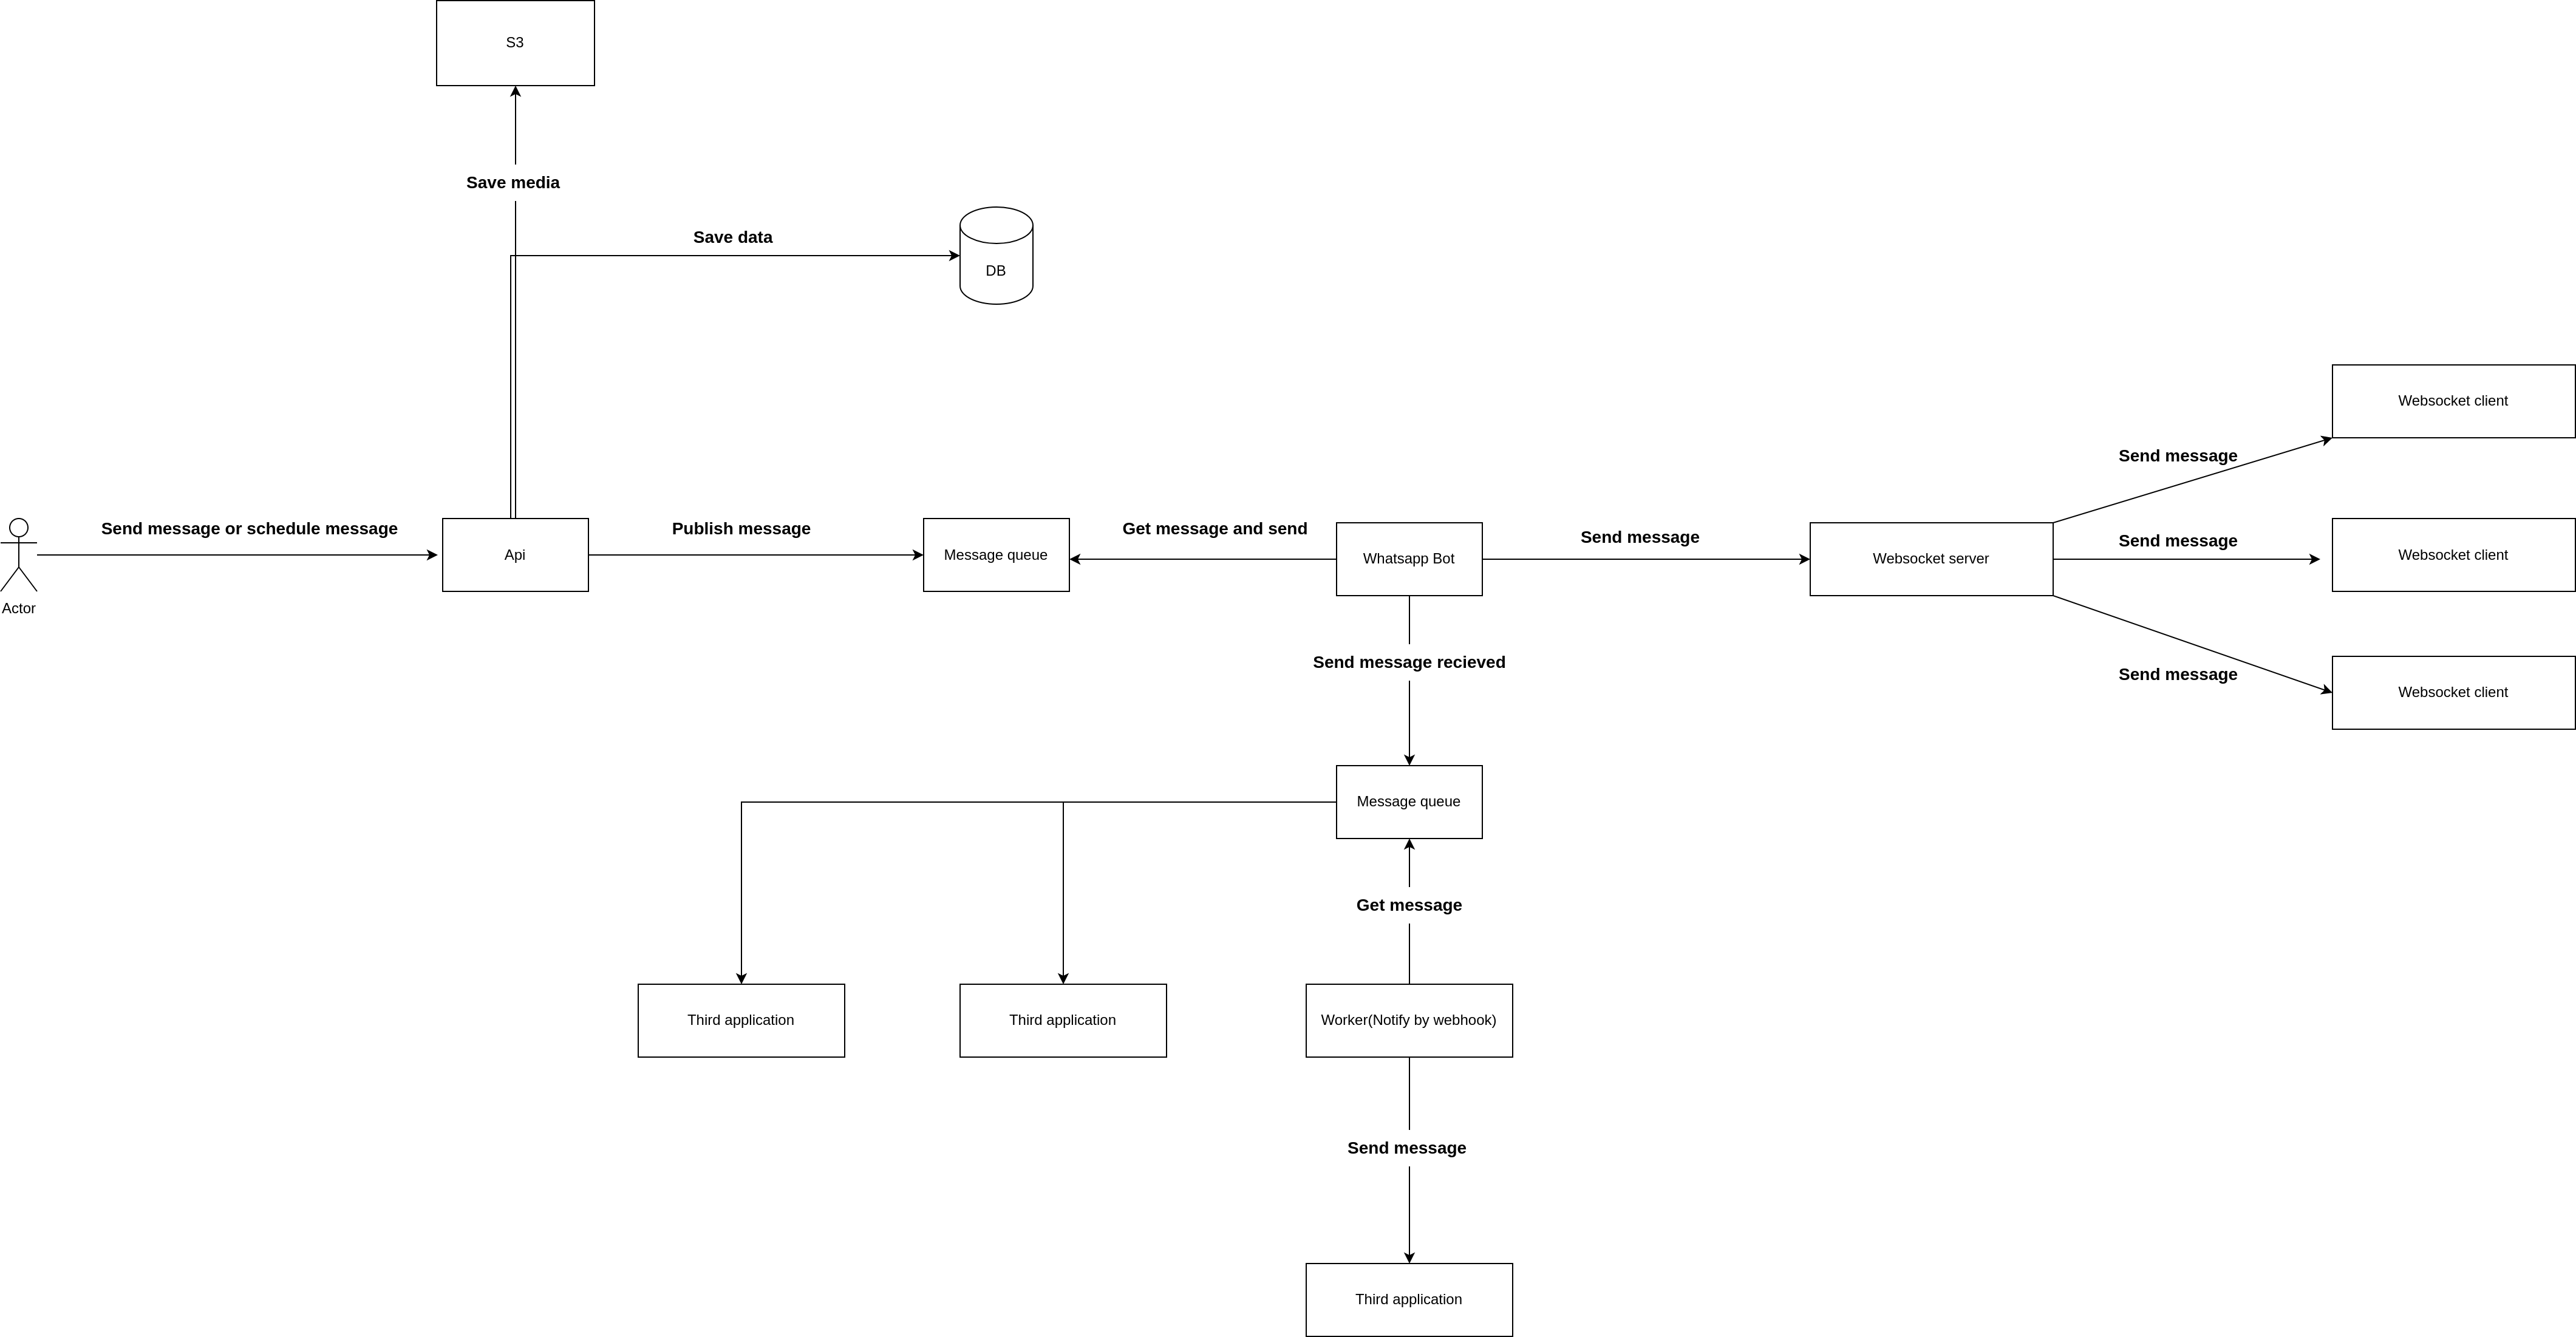 S3
Save media
Save data
DB
Websocket client
Send message
Send message or schedule message
Publish message
Get message and send
Send message
Send message
Actor
Api
Message queue
Whatsapp Bot
Websocket server
Websocket client
Send message recieved
Send message
Websocket client
Message queue
Get message
Third application
Third application
Worker(Notify by webhook)
Send message
Third application